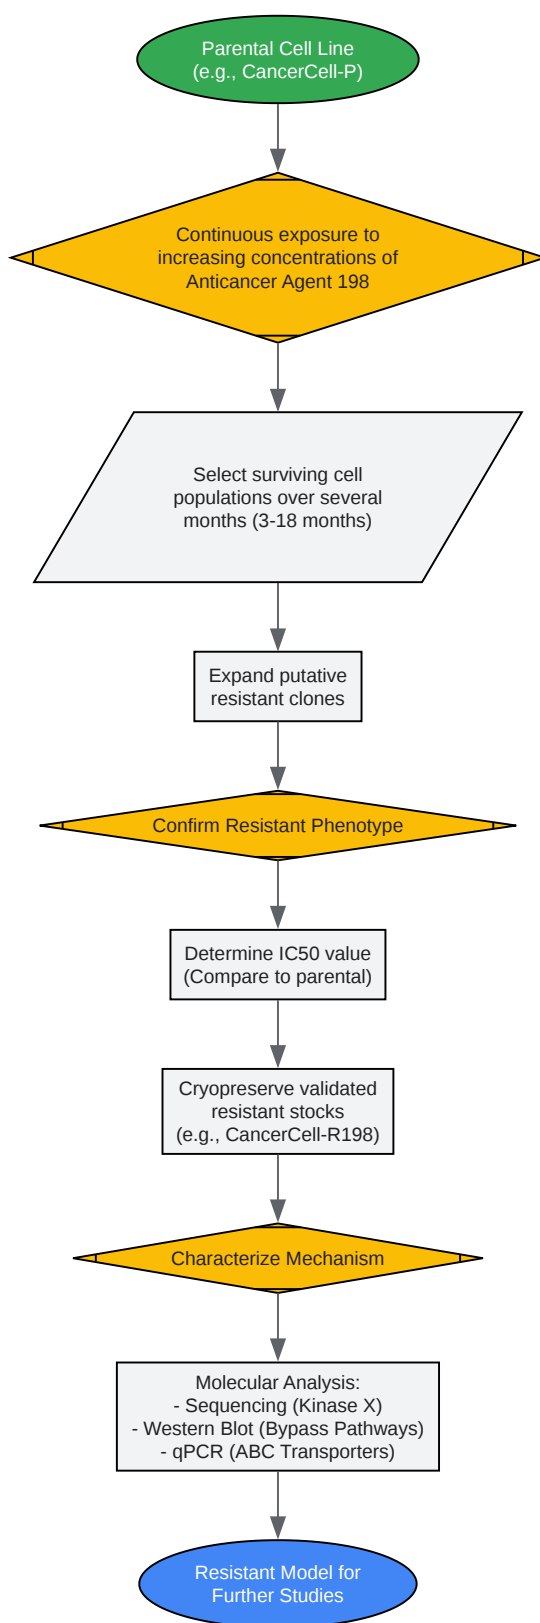 Parental Cell Line
(e.g., CancerCell-P)
Continuous exposure to
increasing concentrations of
Anticancer Agent 198
Select surviving cell
populations over several
months (3-18 months)
Expand putative
resistant clones
Confirm Resistant Phenotype
Determine IC50 value
(Compare to parental)
Cryopreserve validated
resistant stocks
(e.g., CancerCell-R198)
Characterize Mechanism
Molecular Analysis:
- Sequencing (Kinase X)
- Western Blot (Bypass Pathways)
- qPCR (ABC Transporters)
Resistant Model for
Further Studies